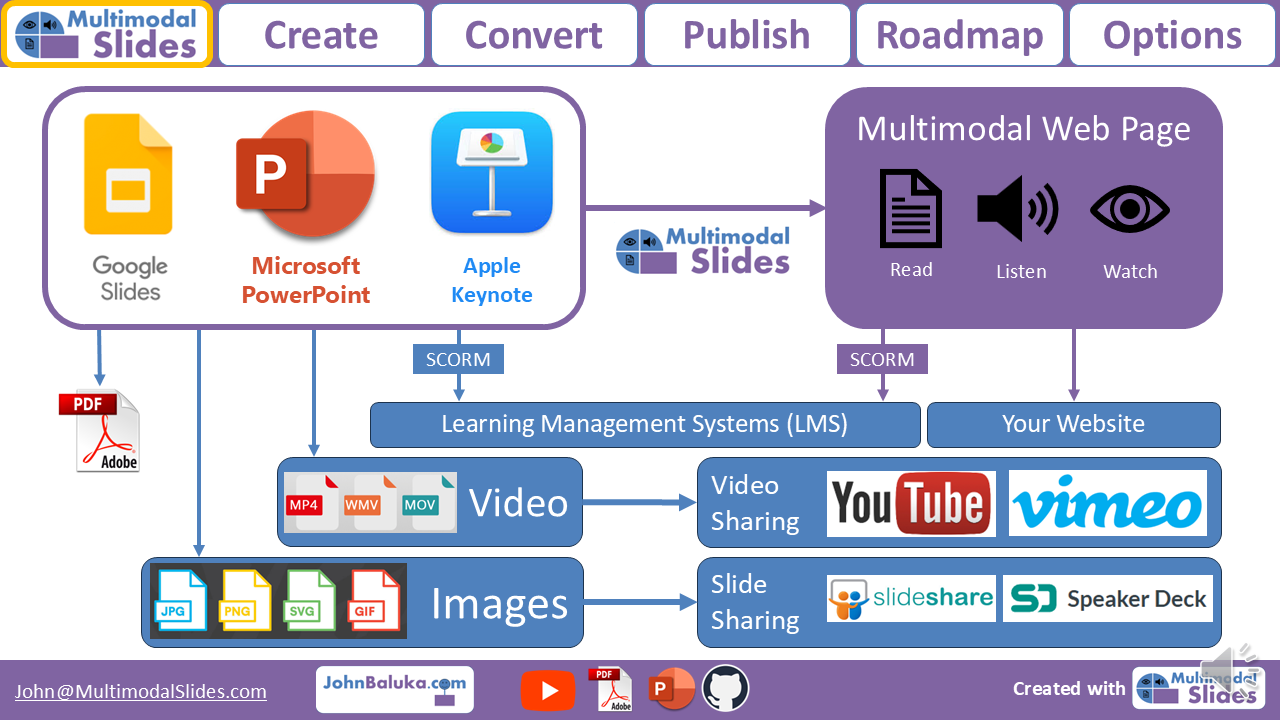 Multimodal
Slides
Create
Convert
Publish
Roadmap
Options
Google
Slides
P
Microsoft
PowerPoint
Apple
Keynote
Multimodal
Slides
Multimodal Web Page
Read
Listen
Watch
SCORM
SCORM
PDF
Adobe
Learning Management Systems (LMS)
Your Website
MP4
WMV
MOV
Video
Video
Sharing
YouTube
vimeo
JPG
PNG
SVG
GIF
Images
Slide
Sharing
slideshare
Speaker Deck
John@MultimodalSlides.com
JohnBaluka.com
PDF
Adobe
P
Created with
Multimodal
Slides